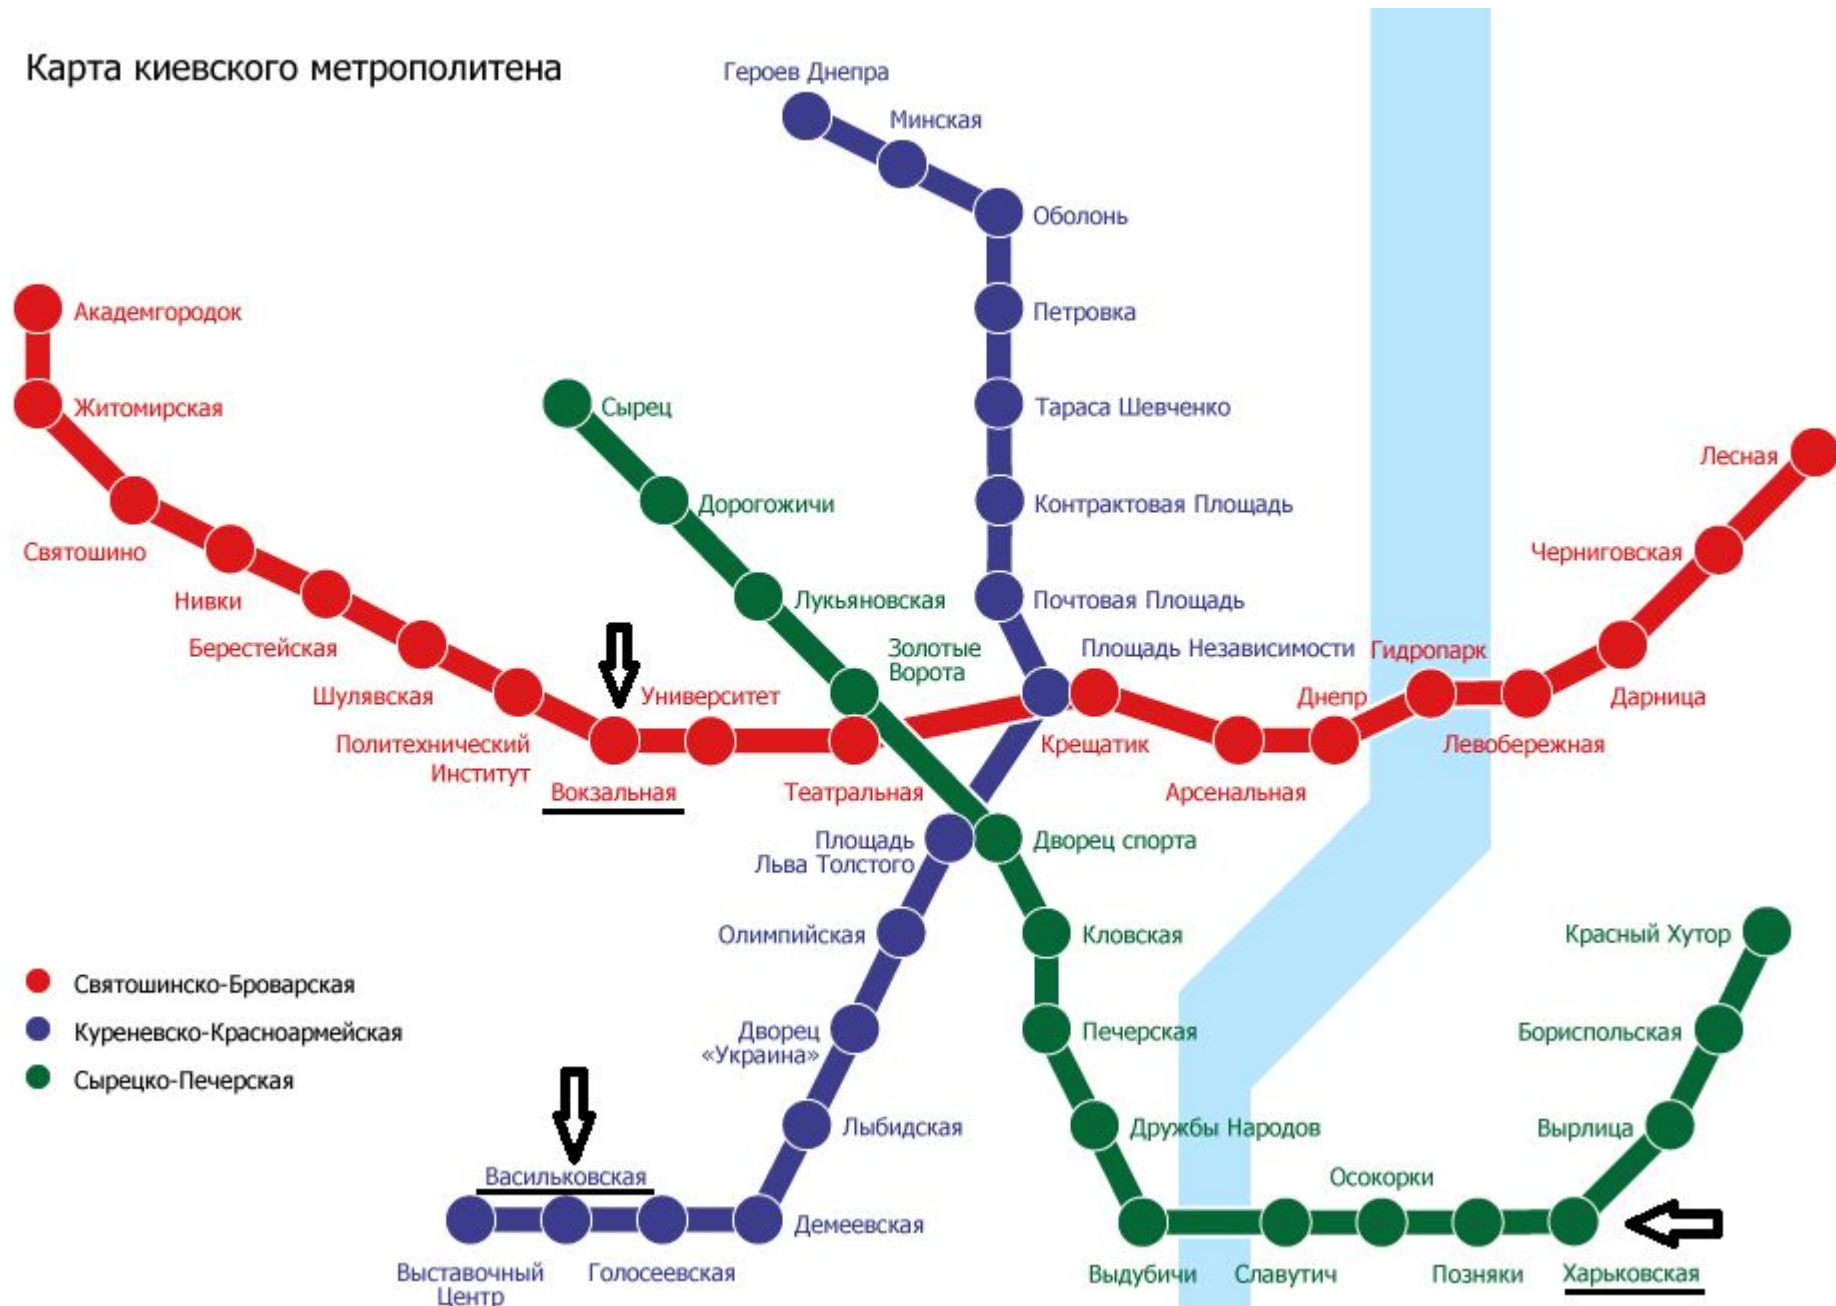 Карта киевского метрополитена
Героев Днепра
Минская
Оболонь
Петровка
Тараса Шевченко
Контрактовая Площадь
Почтовая Площадь
Площадь Независимости
Академгородок
Житомирская
Святошино
Нивки
Берестейская
Шулявская
Политехнический
Институт
Вокзальная
Университет
Театральная
Крещатик
Арсенальная
Днепр
Гидропарк
Левобережная
Дарница
Черниговская
Лесная
Сырец
Дорогожичи
Лукьяновская
Золотые
Ворота
Дворец спорта
Кловская
Печерская
Дружбы Народов
Выдубичи
Славутич
Осокорки
Позняки
Харьковская
Вырлица
Бориспольская
Красный Хутор
Площадь
Льва Толстого
Олимпийская
Дворец
«Украина»
Лыбидская
Демеевская
Голосеевская
Васильковская
Выставочный
Центр
Святошинско-Броварская
Куреневско-Красноармейская
Сырецко-Печерская